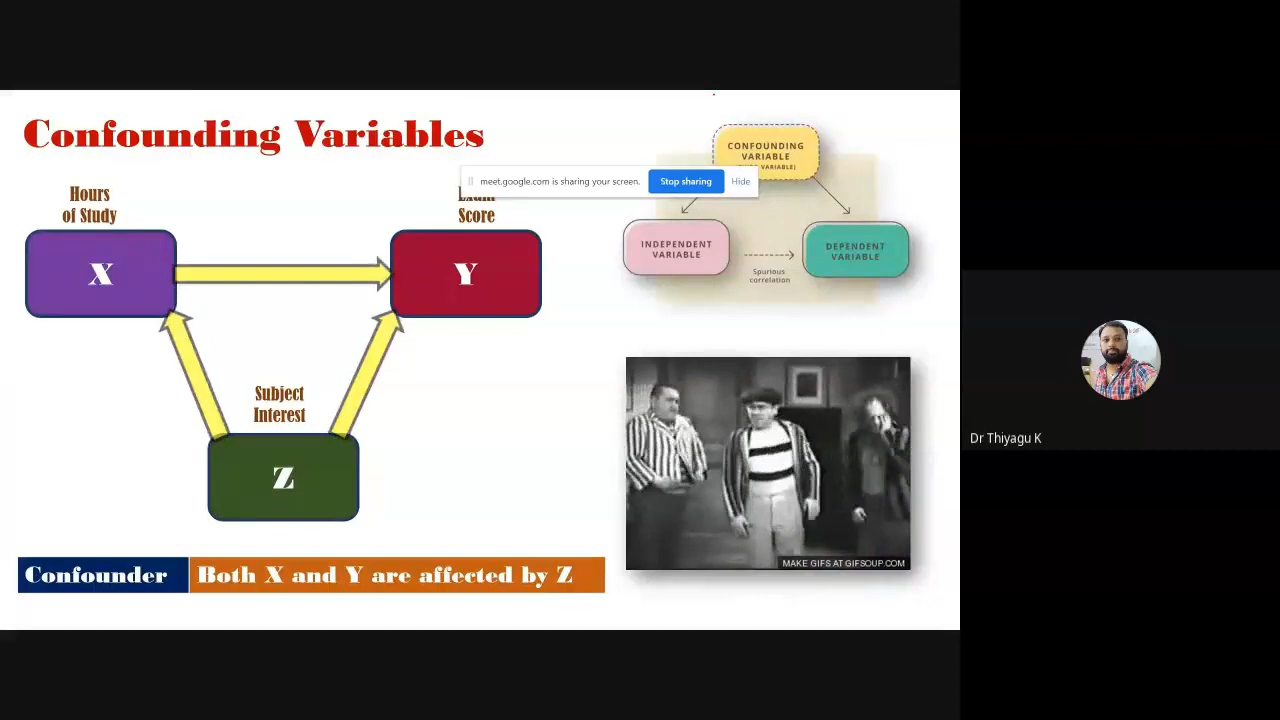 Confounding Variables
Hours
of Study
Score
X
Y
Subject
Interest
Z
Confounder
Both X and Y are affected by Z
CONFOUNDING
VARIABLE
VARIABLE)
meet.google.com is sharing your screen.
Stop sharing
Hide
INDEPENDENT
VARIABLE
DEPENDENT
VARIABLE
Spurious
correlation
MAKE GIFS AT GIFSOUP.COM
Dr Thiyagu K